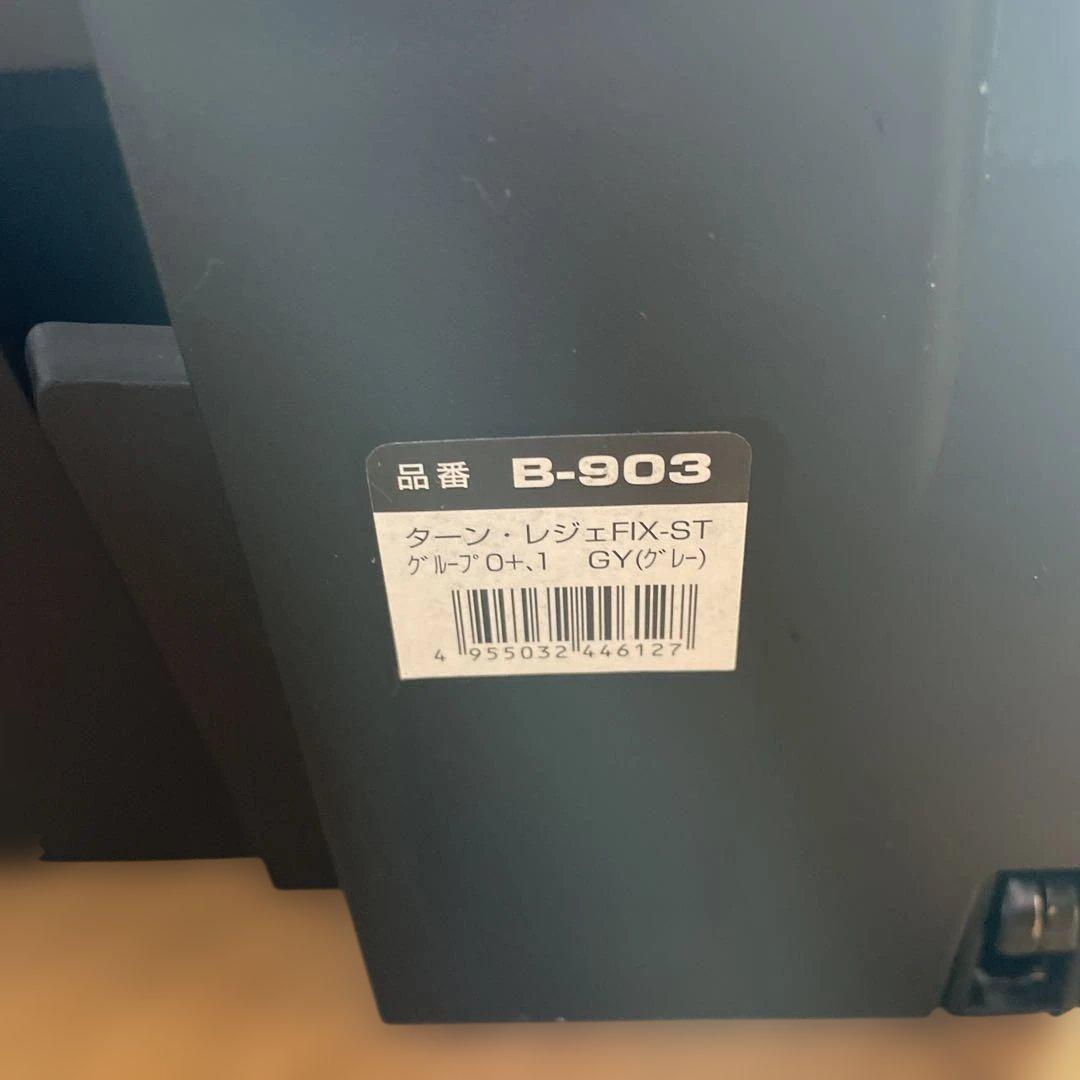 品番 B-903
ターン・レジェFIX-ST
ｸﾞﾙｰﾌﾟ0+､1 GY(ｸﾞﾚｰ)
4 955032 446127